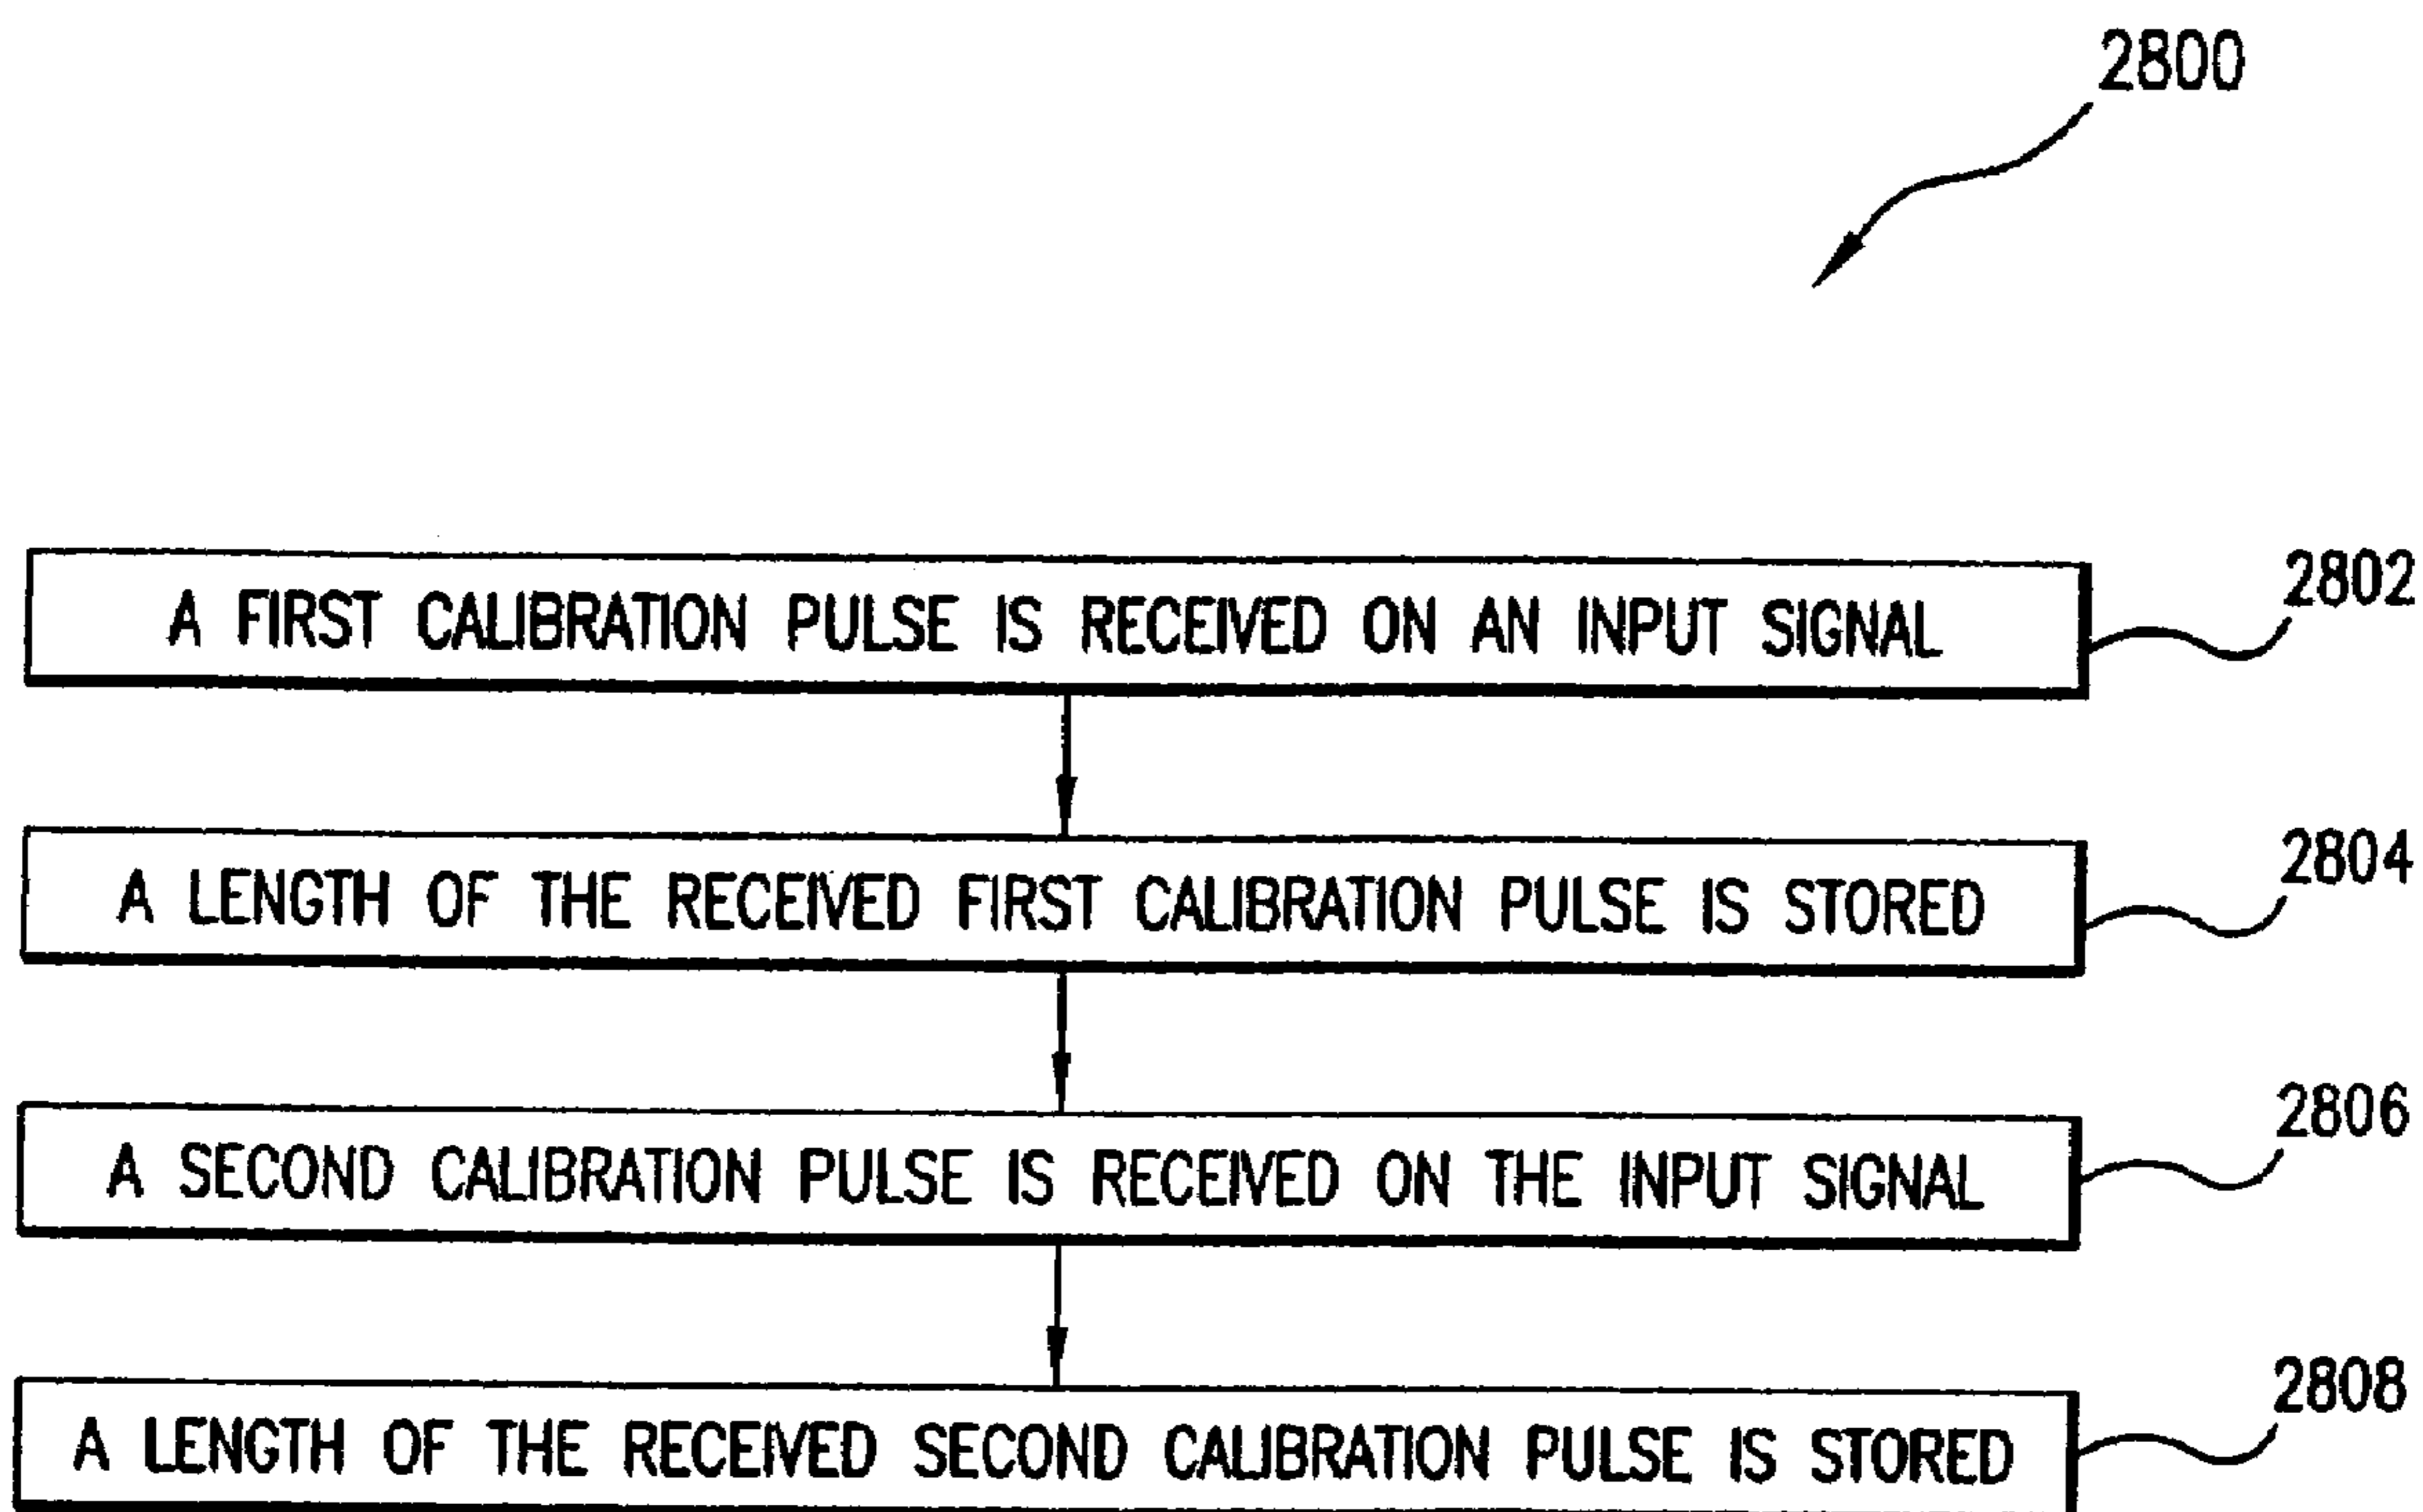 2800
A FIRST CALIBRATION PULSE IS RECEIVED ON AN INPUT SIGNAL
2802
A LENGTH OF THE RECEIVED FIRST CALIBRATION PULSE IS STORED
2804
A SECOND CALIBRATION PULSE IS RECEIVED ON THE INPUT SIGNAL
2806
A LENGTH OF THE RECEIVED SECOND CALIBRATION PULSE IS STORED
2808